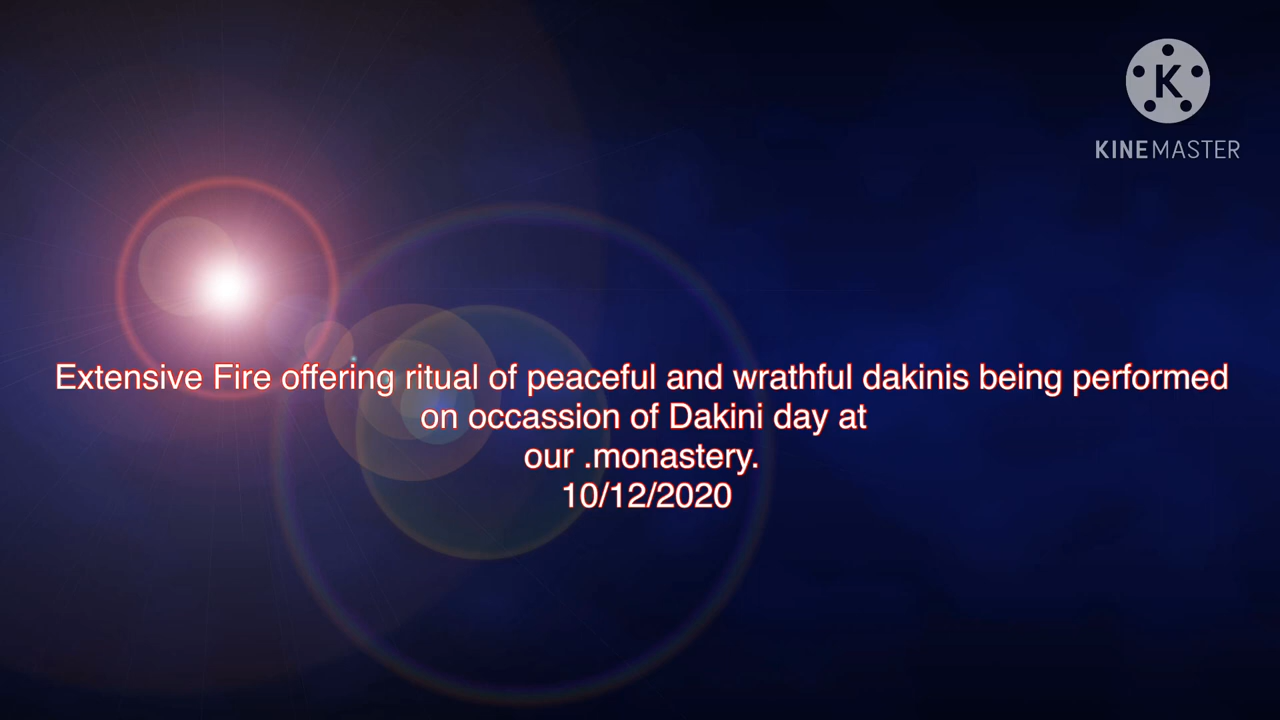 K
KINEMASTER
Extensive Fire offering ritual of peaceful and wrathful dakinis being performed
on occassion of Dakini day at
our .monastery.
10/12/2020